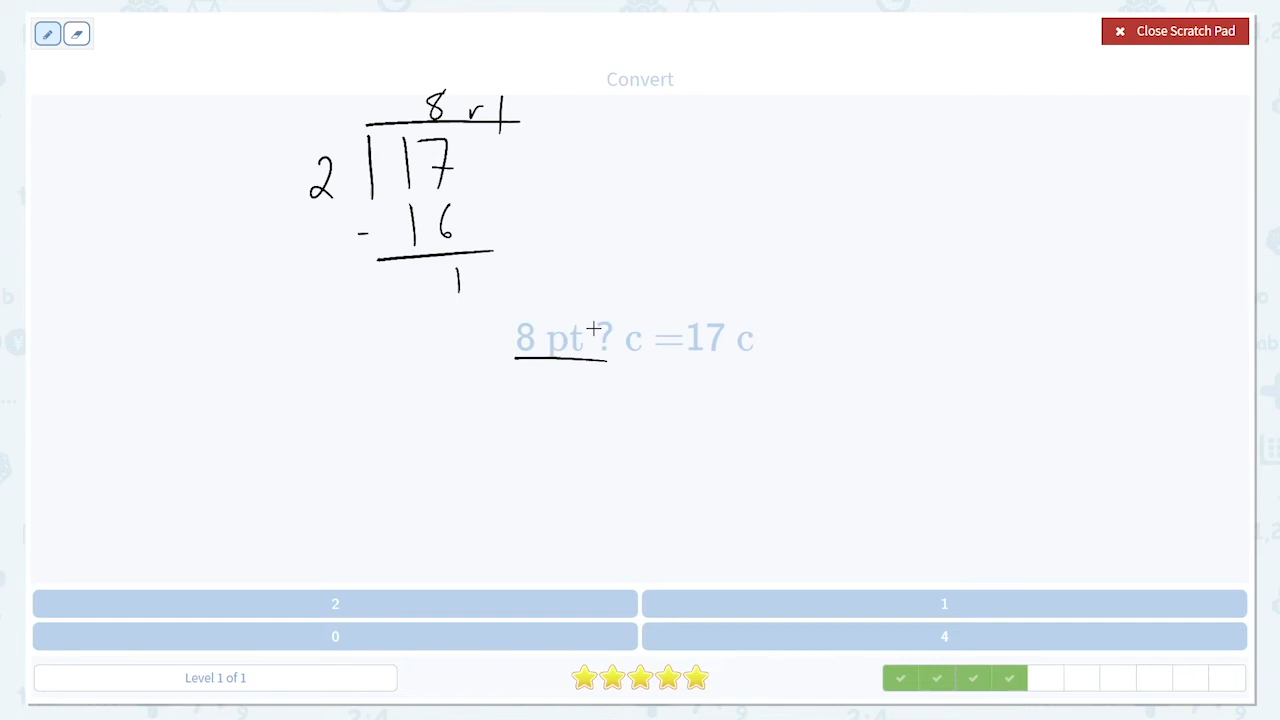 Close Scratch Pad
Convert
8 r 1
2 17
- 16
1
8 pt ? c =17 c
2
1
0
4
Level 1 of 1